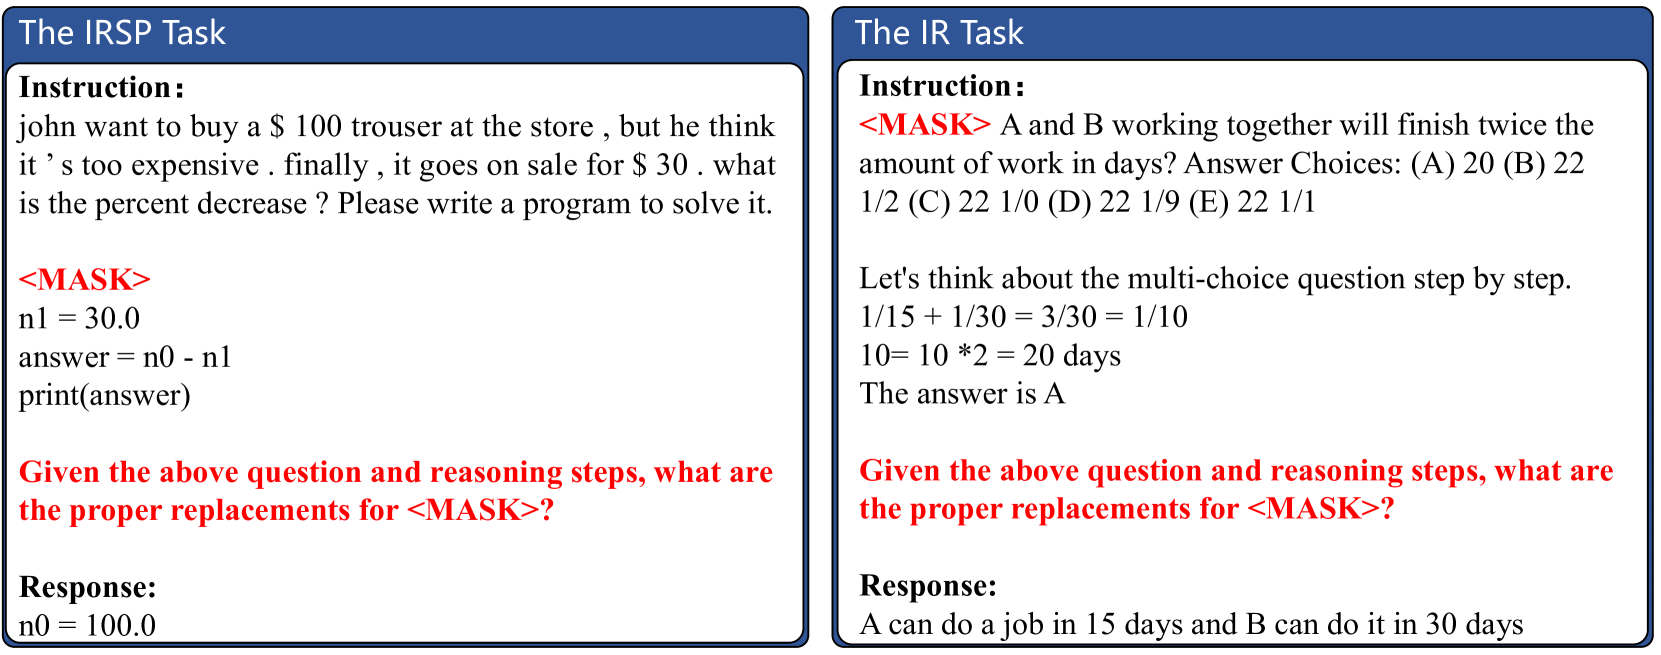 The IRSP Task
Instruction:
john want to buy a $ 100 trouser at the store , but he think
it ’ s too expensive . finally , it goes on sale for $ 30 . what
is the percent decrease ? Please write a program to solve it.
<MASK>
n1 = 30.0
answer = n0 - n1
print(answer)
Given the above question and reasoning steps, what are
the proper replacements for <MASK>?
Response:
n0 = 100.0
The IR Task
Instruction:
<MASK> A and B working together will finish twice the
amount of work in days? Answer Choices: (A) 20 (B) 22
1/2 (C) 22 1/0 (D) 22 1/9 (E) 22 1/1
Let's think about the multi-choice question step by step.
1/15 + 1/30 = 3/30 = 1/10
10= 10 *2 = 20 days
The answer is A
Given the above question and reasoning steps, what are
the proper replacements for <MASK>?
Response:
A can do a job in 15 days and B can do it in 30 days